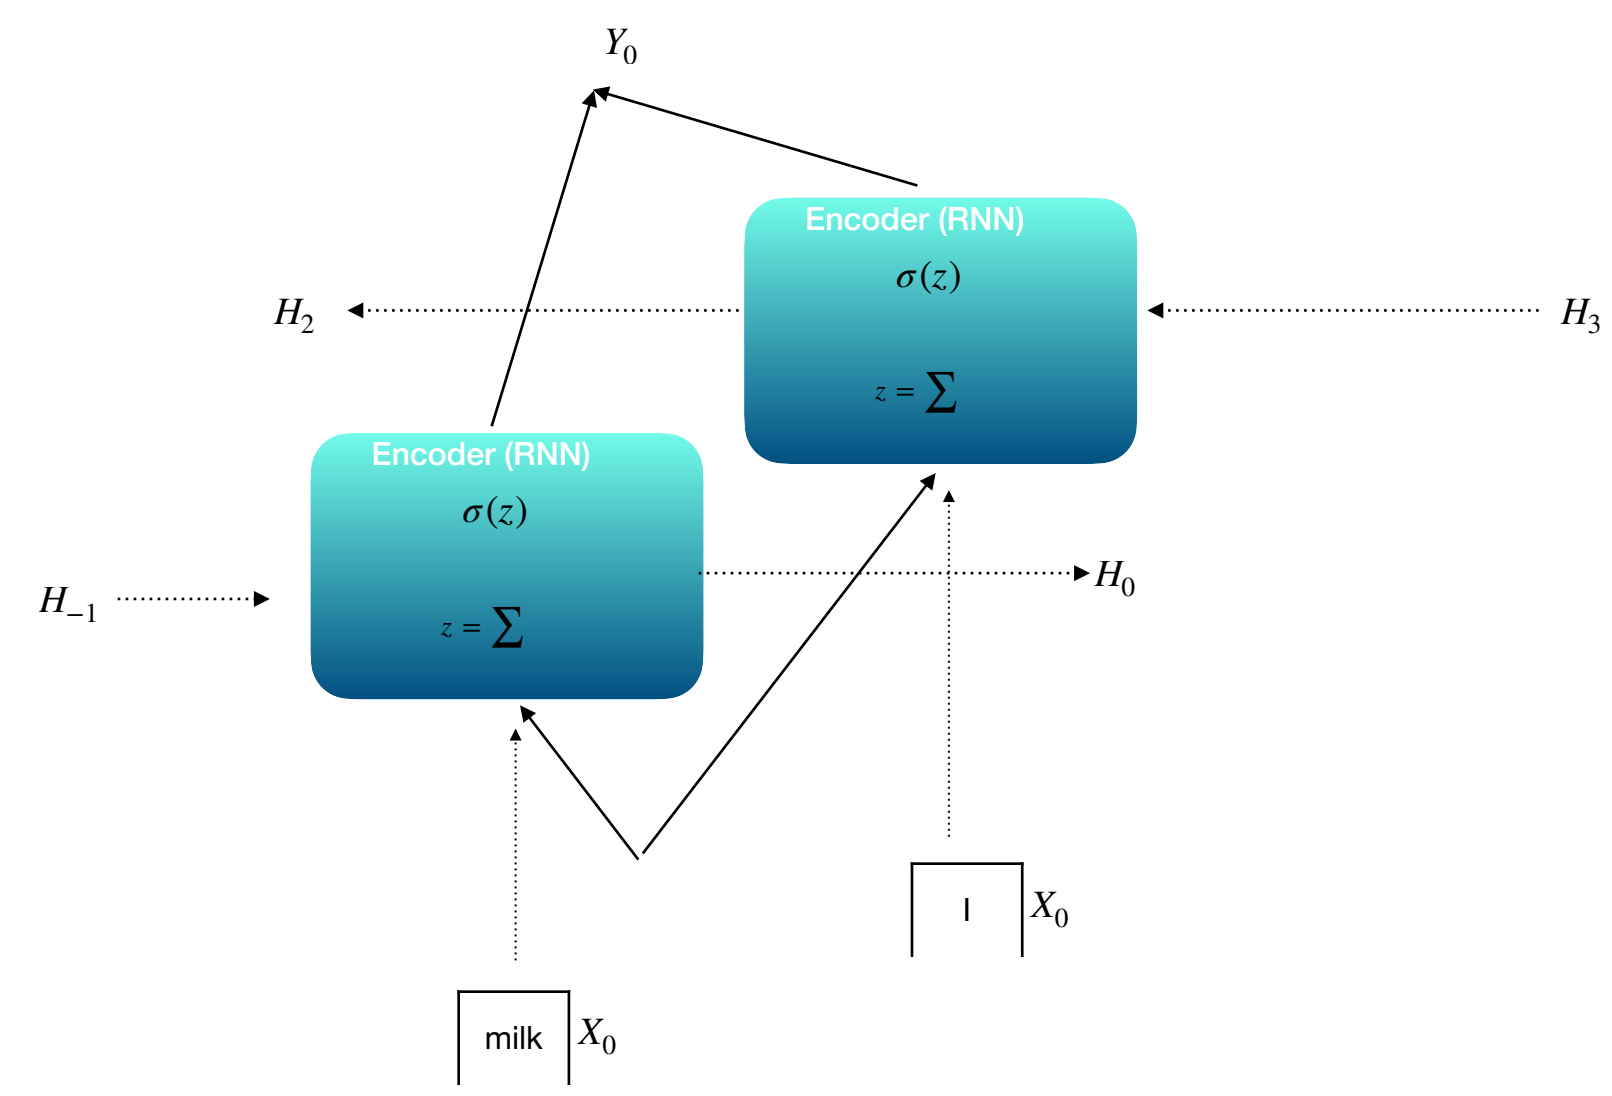 Y₀
Encoder (RNN)
σ(z)
H₂
H₃
z = ∑
Encoder (RNN)
σ(z)
H₀
H₋₁
z = ∑
I X₀
milk X₀